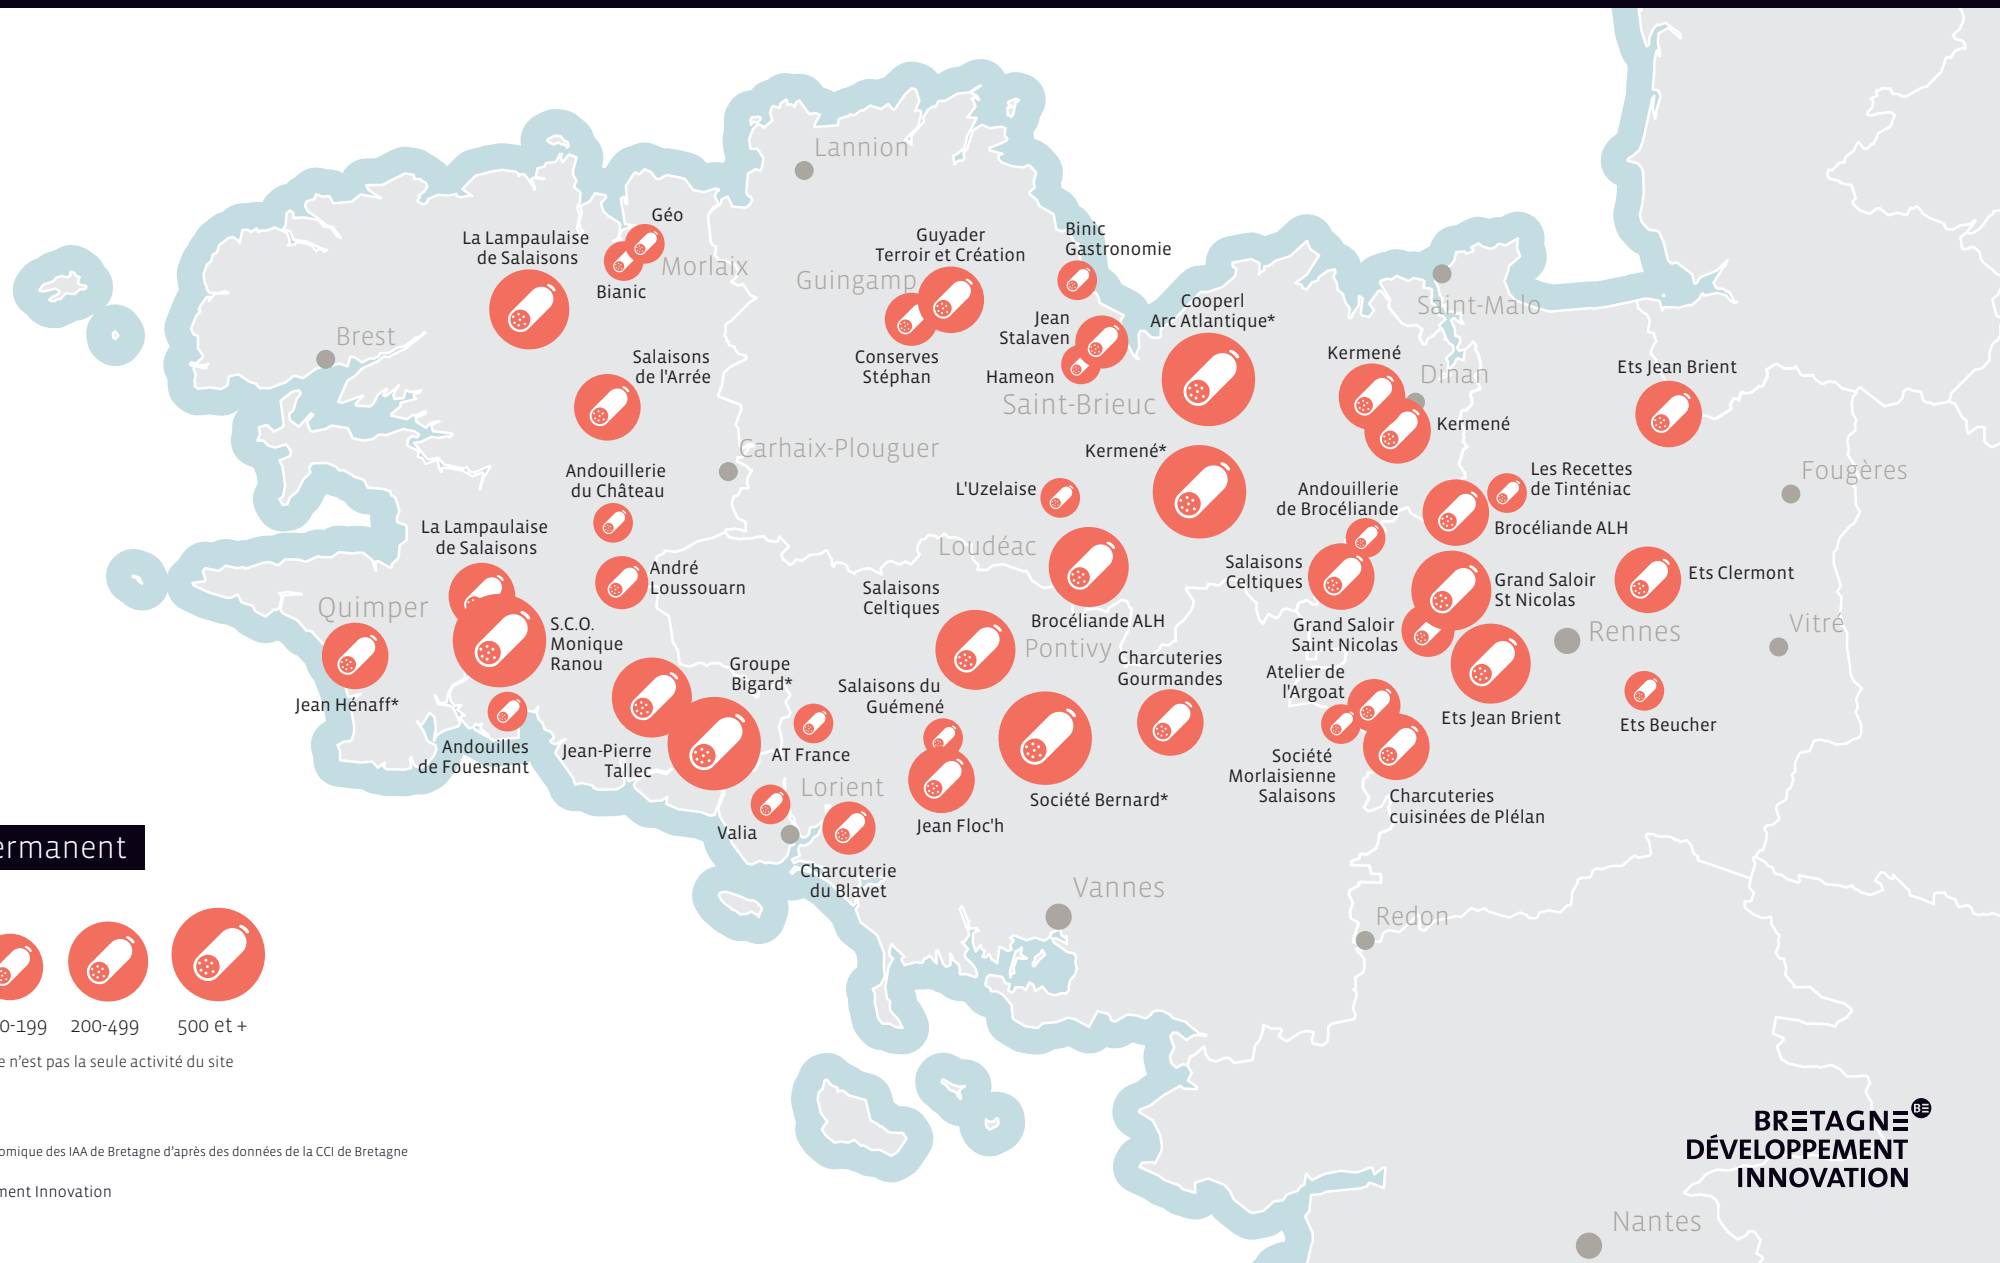 Lannion
Géo
La Lampaulaise
de Salaisons
Morlaix
Bianic
Guyader
Terroir et Création
Guingamp
Binic
Gastronomie
Cooperl
Arc Atlantique*
Saint-Malo
Brest
Jean
Stalaven
Conserves
Stéphan
Hameon
Saint-Brieuc
Kermené
Dinan
Kermené
Ets Jean Brient
Salaisons
de l'Arrée
Carhaix-Plouguer
Kermené*
Fougères
Andouillerie
du Château
L'Uzelaise
Andouillerie
de Brocéliande
Les Recettes
de Tinténiac
Brocéliande ALH
La Lampaulaise
de Salaisons
Loudéac
Salaisons
Celtiques
Grand Saloir
St Nicolas
Ets Clermont
André
Loussouarn
Salaisons
Celtiques
Brocéliande ALH
Quimper
S.C.O.
Monique
Ranou
Pontivy
Grand Saloir
Saint Nicolas
Rennes
Vitré
Groupe
Bigard*
Charcuteries
Gourmandes
Atelier de
l'Argoat
Jean Hénaff*
Salaisons du
Guémené
Ets Jean Brient
Ets Beucher
Andouilles
de Fouesnant
Jean-Pierre
Tallec
AT France
Société
Morlaisienne
Salaisons
Lorient
Société Bernard*
Charcuteries
cuisinées de Plélan
Valia
Jean Floc'h
Charcuterie
du Blavet
Vannes
Redon
ermanent
0-199 200-499 500 et +
e n'est pas la seule activité du site
omique des IAA de Bretagne d'après des données de la CCI de Bretagne
ment Innovation
BRETAGNE
DÉVELOPPEMENT
INNOVATION
Nantes